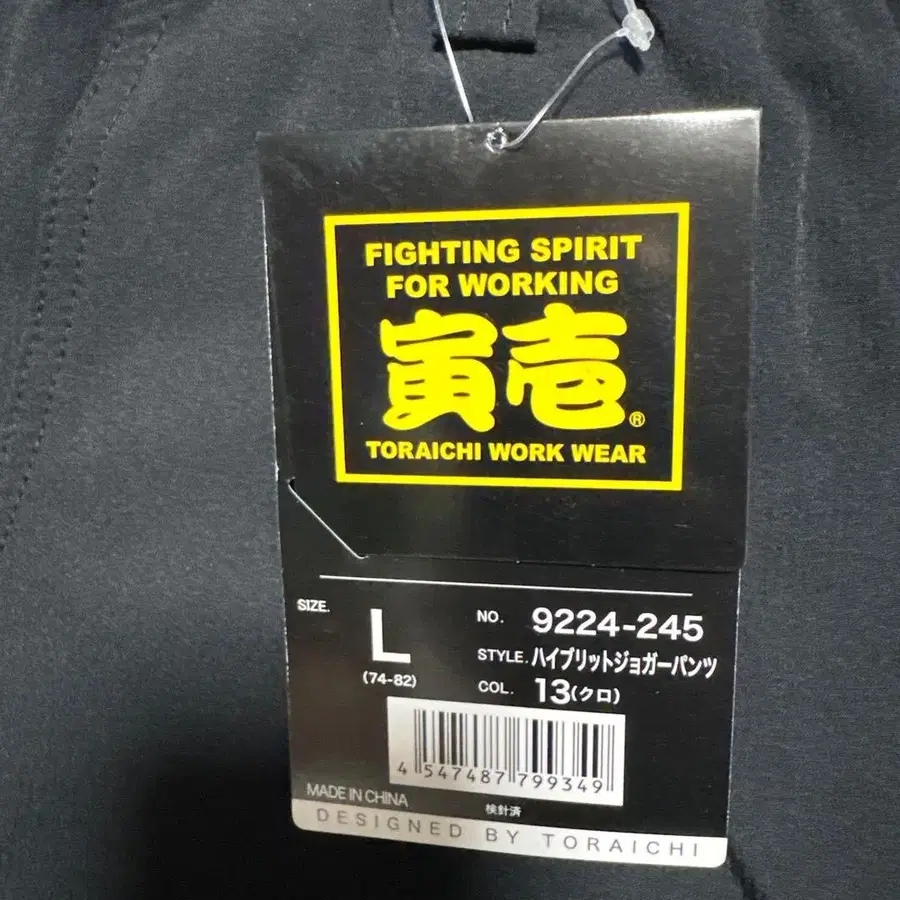 FIGHTING SPIRIT
FOR WORKING
寅壱®
TORAICHI WORK WEAR
SIZE. L
(74-82)
NO. 9224-245
STYLE. ハイブリットジョガーパンツ
COL. 13(クロ)
4 547487 799349
MADE IN CHINA
検針済
DESIGNED BY TORAICHI